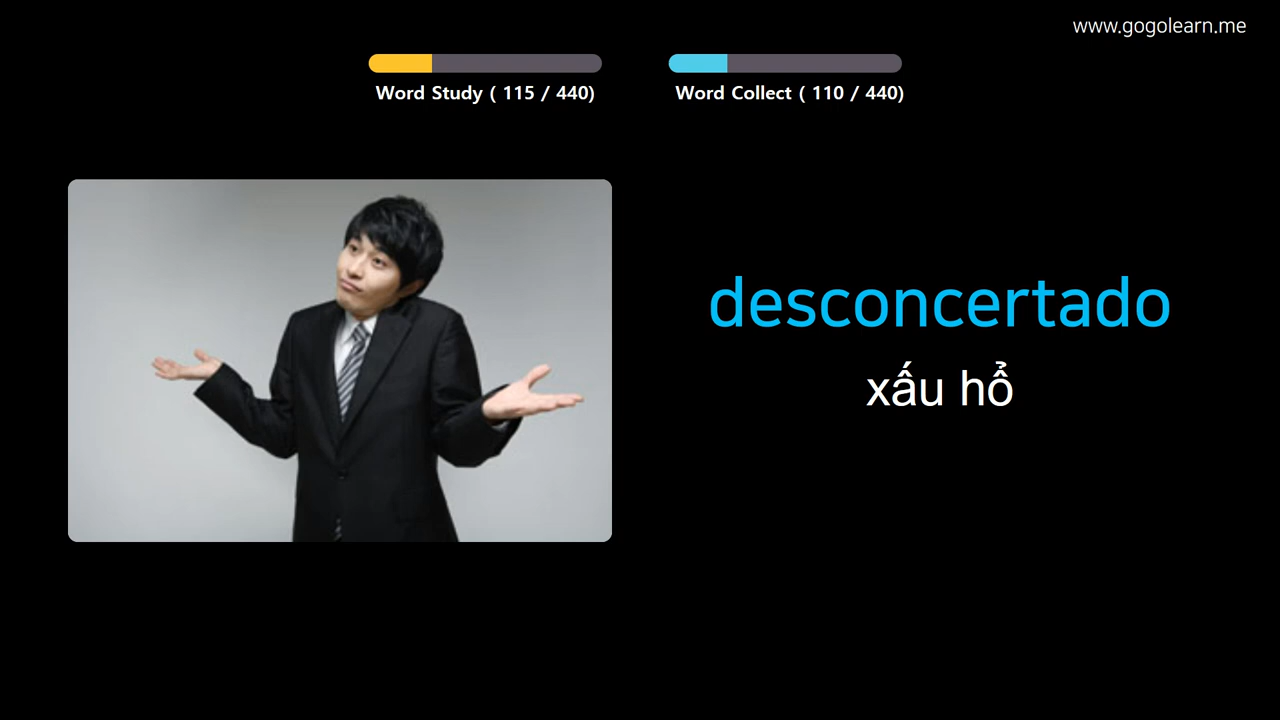 www.gogolearn.me
Word Study ( 115 / 440)
Word Collect ( 110 / 440)
desconcertado
xấu hổ